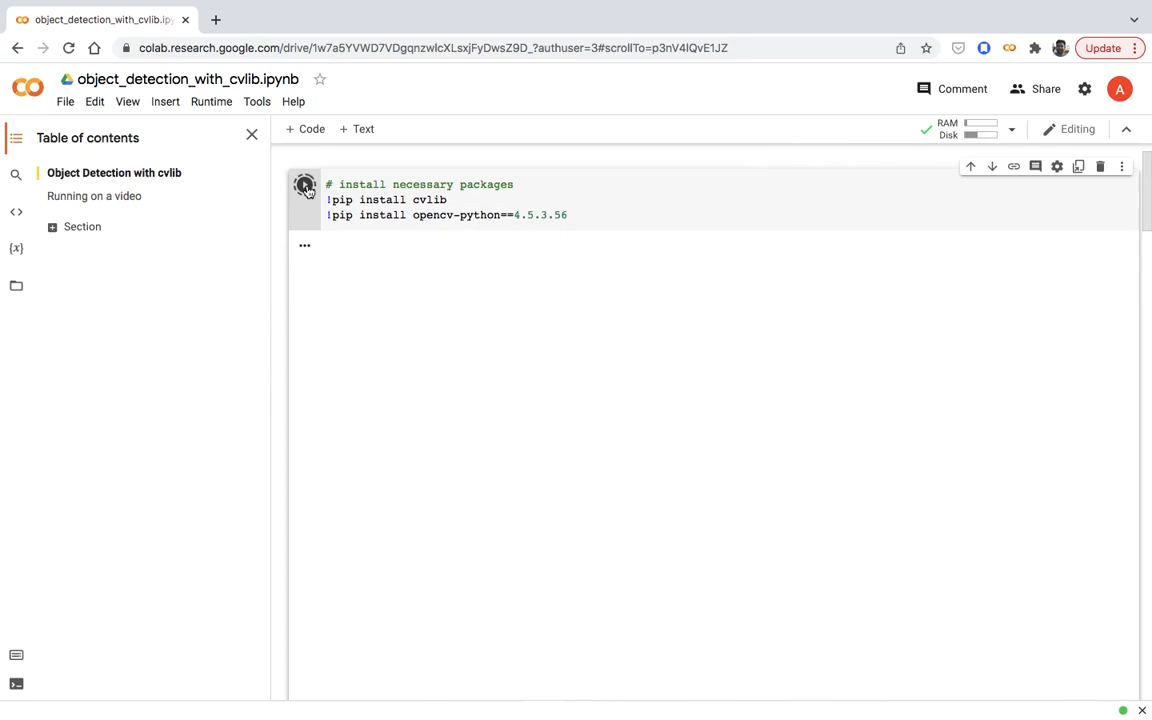 object_detection_with_cvlib.ipy
colab.research.google.com/drive/1w7a5YVWD7VDgqnzwlcXLsxjFyDwsZ9D_?authuser=3#scrollTo=p3nV4lQvE1JZ
Update
object_detection_with_cvlib.ipynb
File Edit View Insert Runtime Tools Help
Comment
Share
A
Table of contents
+ Code + Text
RAM
Disk
Editing
Object Detection with cvlib
Running on a video
Section
# install necessary packages
!pip install cvlib
!pip install opencv-python==4.5.3.56